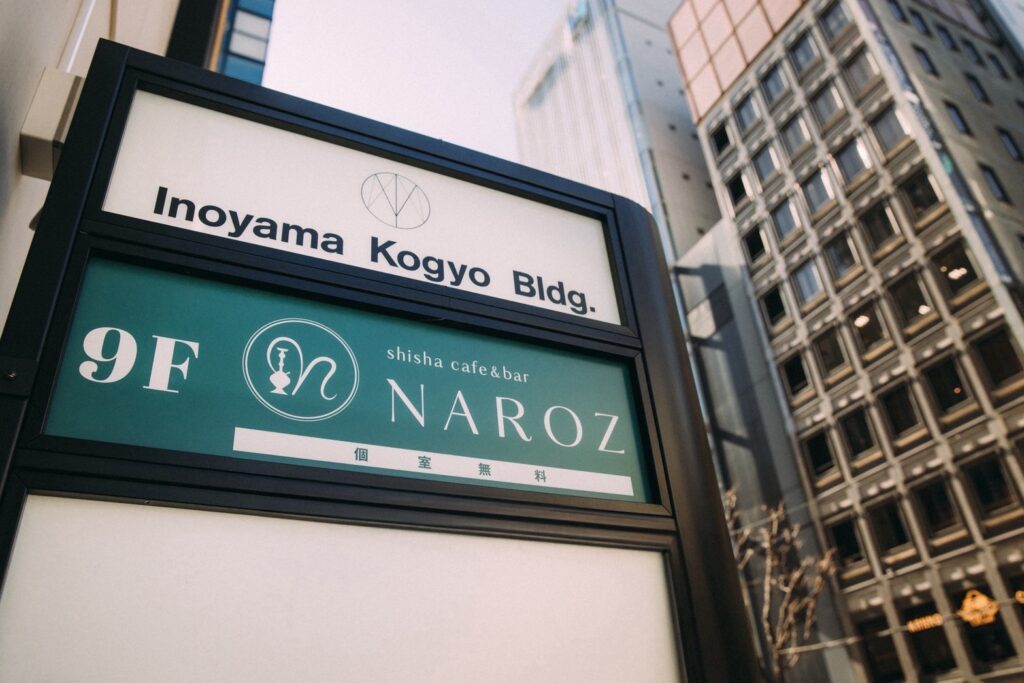 Inoyama Kogyo Bldg.
9F
shisha cafe&bar
NAROZ
個室無料